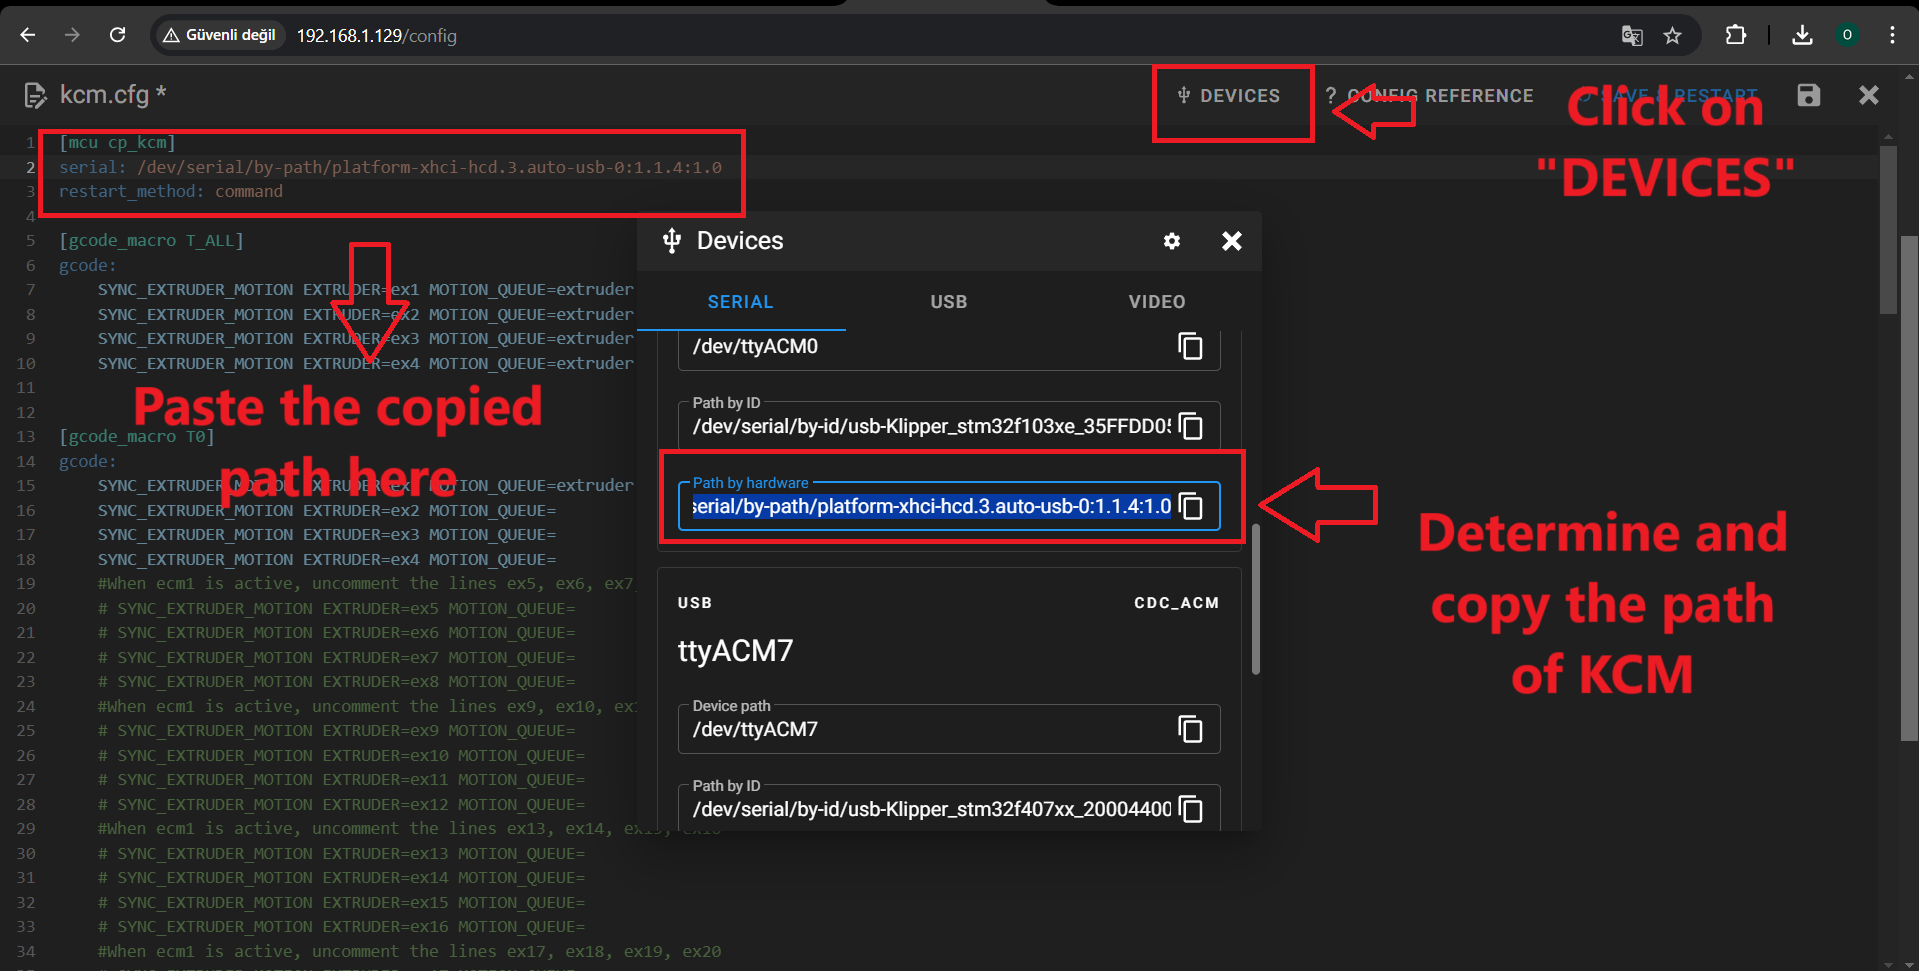 Güvenli değil
192.168.1.129/config
O
kcm.cfg *
DEVICES
? CONFIG REFERENCE
SAVE & RESTART
Click on
"DEVICES"
1 [mcu cp_kcm]
2 serial: /dev/serial/by-path/platform-xhci-hcd.3.auto-usb-0:1.1.4:1.0
3 restart_method: command
4
5 [gcode_macro T_ALL]
6 gcode:
7 SYNC_EXTRUDER_MOTION EXTRUDER=ex1 MOTION_QUEUE=extruder
8 SYNC_EXTRUDER_MOTION EXTRUDER=ex2 MOTION_QUEUE=extruder
9 SYNC_EXTRUDER_MOTION EXTRUDER=ex3 MOTION_QUEUE=extruder
10 SYNC_EXTRUDER_MOTION EXTRUDER=ex4 MOTION_QUEUE=extruder
11
12
13 [gcode_macro T0]
14 gcode:
15 SYNC_EXTRUDER_MOTION MOTION_QUEUE=extruder
16 SYNC_EXTRUDER_MOTION EXTRUDER=ex2 MOTION_QUEUE=
17 SYNC_EXTRUDER_MOTION EXTRUDER=ex3 MOTION_QUEUE=
18 SYNC_EXTRUDER_MOTION EXTRUDER=ex4 MOTION_QUEUE=
19 #When ecm1 is active, uncomment the lines ex5, ex6, ex7,
20 # SYNC_EXTRUDER_MOTION EXTRUDER=ex5 MOTION_QUEUE=
21 # SYNC_EXTRUDER_MOTION EXTRUDER=ex6 MOTION_QUEUE=
22 # SYNC_EXTRUDER_MOTION EXTRUDER=ex7 MOTION_QUEUE=
23 # SYNC_EXTRUDER_MOTION EXTRUDER=ex8 MOTION_QUEUE=
24 #When ecm1 is active, uncomment the lines ex9, ex10,
25 # SYNC_EXTRUDER_MOTION EXTRUDER=ex9 MOTION_QUEUE=
26 # SYNC_EXTRUDER_MOTION EXTRUDER=ex10 MOTION_QUEUE=
27 # SYNC_EXTRUDER_MOTION EXTRUDER=ex11 MOTION_QUEUE=
28 # SYNC_EXTRUDER_MOTION EXTRUDER=ex12 MOTION_QUEUE=
29 #When ecm1 is active, uncomment the lines ex13, ex14, ex15, ex16
30 # SYNC_EXTRUDER_MOTION EXTRUDER=ex13 MOTION_QUEUE=
31 # SYNC_EXTRUDER_MOTION EXTRUDER=ex14 MOTION_QUEUE=
32 # SYNC_EXTRUDER_MOTION EXTRUDER=ex15 MOTION_QUEUE=
33 # SYNC_EXTRUDER_MOTION EXTRUDER=ex16 MOTION_QUEUE=
34 #When ecm1 is active, uncomment the lines ex17, ex18, ex19, ex20
Paste the copied
path here
Devices
SERIAL
USB
VIDEO
/dev/ttyACM0
Path by ID
/dev/serial/by-id/usb-Klipper_stm32f103xe_35FFDD05
Path by hardware
serial/by-path/platform-xhci-hcd.3.auto-usb-0:1.1.4:1.0
USB
CDC_ACM
ttyACM7
Device path
/dev/ttyACM7
Path by ID
/dev/serial/by-id/usb-Klipper_stm32f407xx_20004400
Determine and
copy the path
of KCM